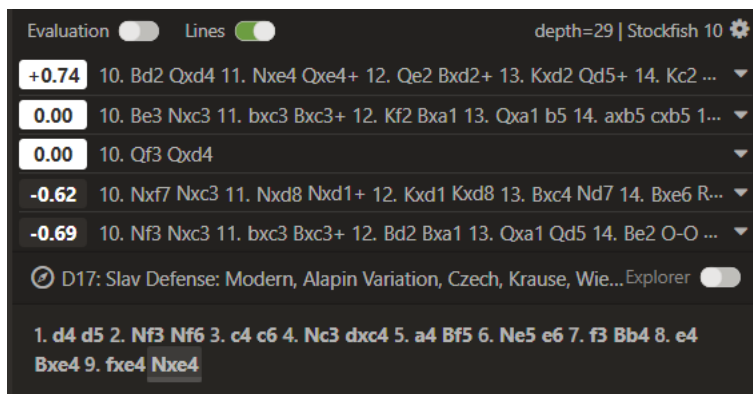 Evaluation Lines depth=29 | Stockfish 10
+0.74 10. Bd2 Qxd4 11. Nxe4 Qxe4+ 12. Qe2 Bxd2+ 13. Kxd2 Qd5+ 14. Kc2 ...
0.00 10. Be3 Nxc3 11. bxc3 Bxc3+ 12. Kf2 Bxa1 13. Qxa1 b5 14. axb5 cxb5 1...
0.00 10. Qf3 Qxd4
-0.62 10. Nxf7 Nxc3 11. Nxd8 Nxd1+ 12. Kxd1 Kxd8 13. Bxc4 Nd7 14. Bxe6 R...
-0.69 10. Nf3 Nxc3 11. bxc3 Bxc3+ 12. Bd2 Bxa1 13. Qxa1 Qd5 14. Be2 O-O ...
D17: Slav Defense: Modern, Alapin Variation, Czech, Krause, Wie... Explorer
1. d4 d5 2. Nf3 Nf6 3. c4 c6 4. Nc3 dxc4 5. a4 Bf5 6. Ne5 e6 7. f3 Bb4 8. e4
Bxe4 9. fxe4 Nxe4